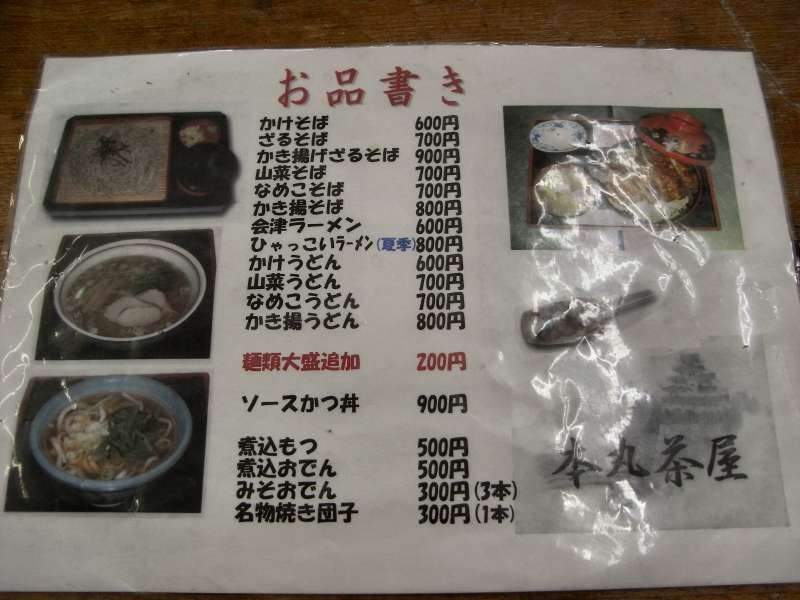 お品書き
かけそば 600円
ざるそば 700円
かき揚げざるそば 900円
山菜そば 700円
なめこそば 700円
かき揚そば 800円
会津ラーメン 600円
ひゃっこいラーメン(夏季)800円
かけうどん 600円
山菜うどん 700円
なめこうどん 700円
かき揚うどん 800円
麺類大盛追加 200円
ソースかつ丼 900円
煮込もつ 500円
煮込おでん 500円
みそおでん 300円(3本)
名物焼き団子 300円(1本)
本丸茶屋